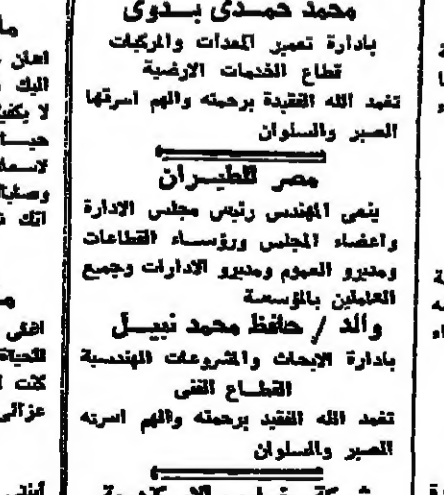 محمد حمدى بدوى
بادارة تعمير المعدات والمركبات
قطاع الخدمات الارضية
تغمد الله الفقيدة برحمته والهم اسرتها
الصبر والسلوان
مصر للطيران
ينعى المهندس رئيس مجلس الادارة
واعضاء المجلس ورؤساء القطاعات
ومديرو العموم ومديرو الادارات وجميع
العاملين بالمؤسسة
والد / حافظ محمد نبيل
بادارة الابحاث والمشروعات الهندسية
القطاع الفنى
تغمد الله الفقيد برحمته والهم اسرته
الصبر والسلوان